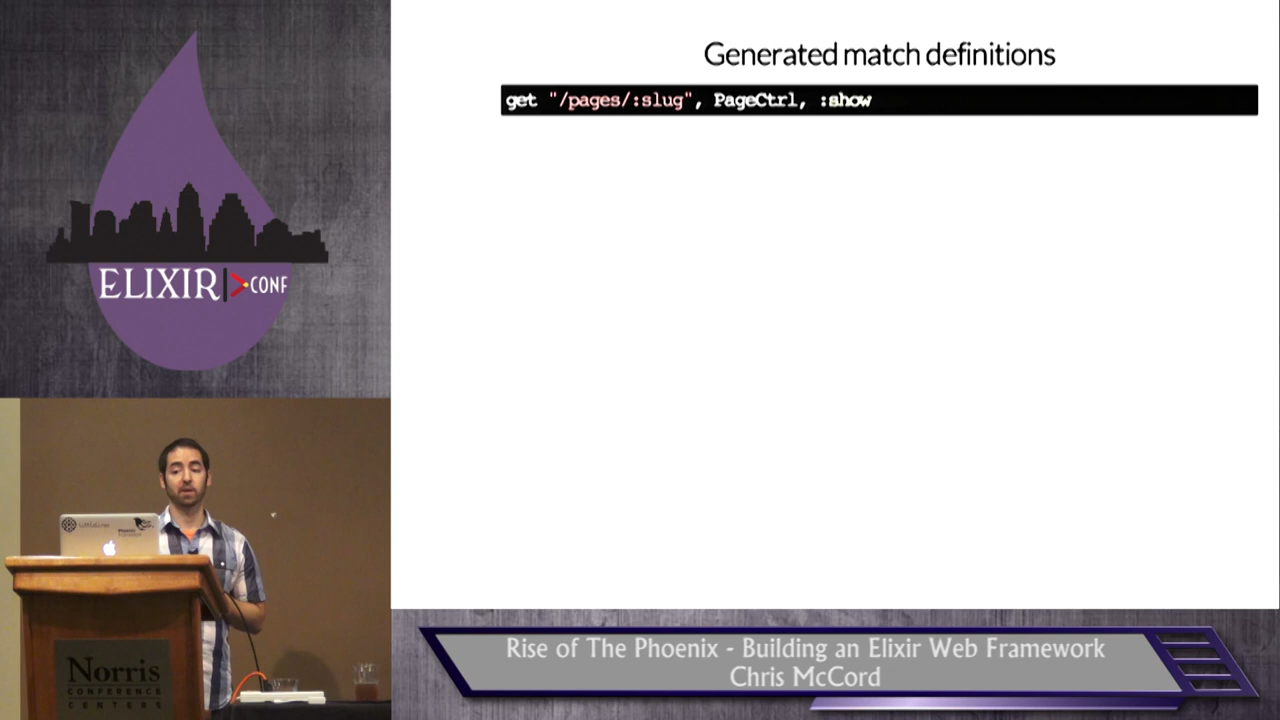 Generated match definitions
get "/pages/:slug", PageCtrl, :show
ELIXIR CONF
Norris
CONFERENCE
CENTERS
Rise of The Phoenix - Building an Elixir Web Framework
Chris McCord